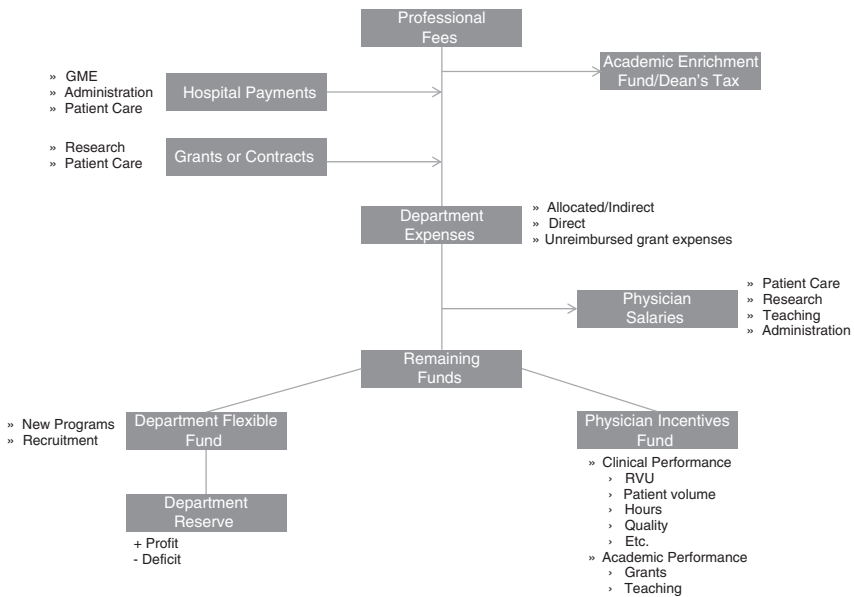 Professional
Fees
Academic Enrichment
Fund/Dean's Tax
» GME
» Administration
» Patient Care
Hospital Payments
» Research
» Patient Care
Grants or Contracts
Department
Expenses
» Allocated/Indirect
» Direct
» Unreimbursed grant expenses
Physician
Salaries
» Patient Care
» Research
» Teaching
» Administration
Remaining
Funds
» New Programs
» Recruitment
Department Flexible
Fund
Department
Reserve
+ Profit
- Deficit
Physician Incentives
Fund
» Clinical Performance
› RVU
› Patient volume
› Hours
› Quality
› Etc.
» Academic Performance
› Grants
› Teaching